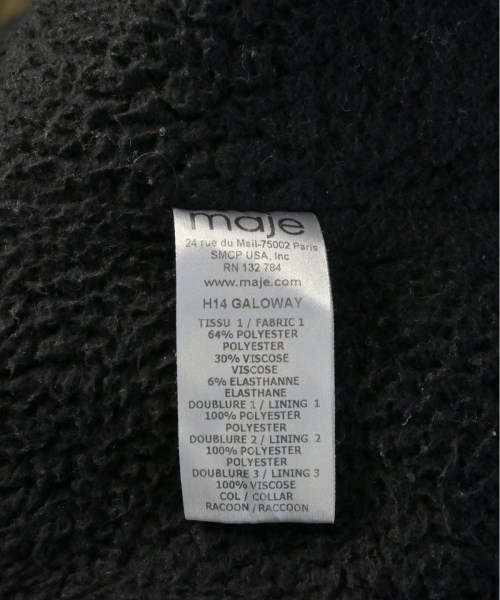 maje
24 rue du Mail-75002 Paris
SMCP USA, Inc
RN 132 784
www.maje.com
H14 GALOWAY
TISSU 1 / FABRIC 1
64% POLYESTER
POLYESTER
30% VISCOSE
VISCOSE
6% ELASTHANNE
ELASTHANE
DOUBLURE 1 / LINING 1
100% POLYESTER
POLYESTER
DOUBLURE 2 / LINING 2
100% POLYESTER
POLYESTER
DOUBLURE 3 / LINING 3
100% VISCOSE
COL / COLLAR
RACOON /RACCOON